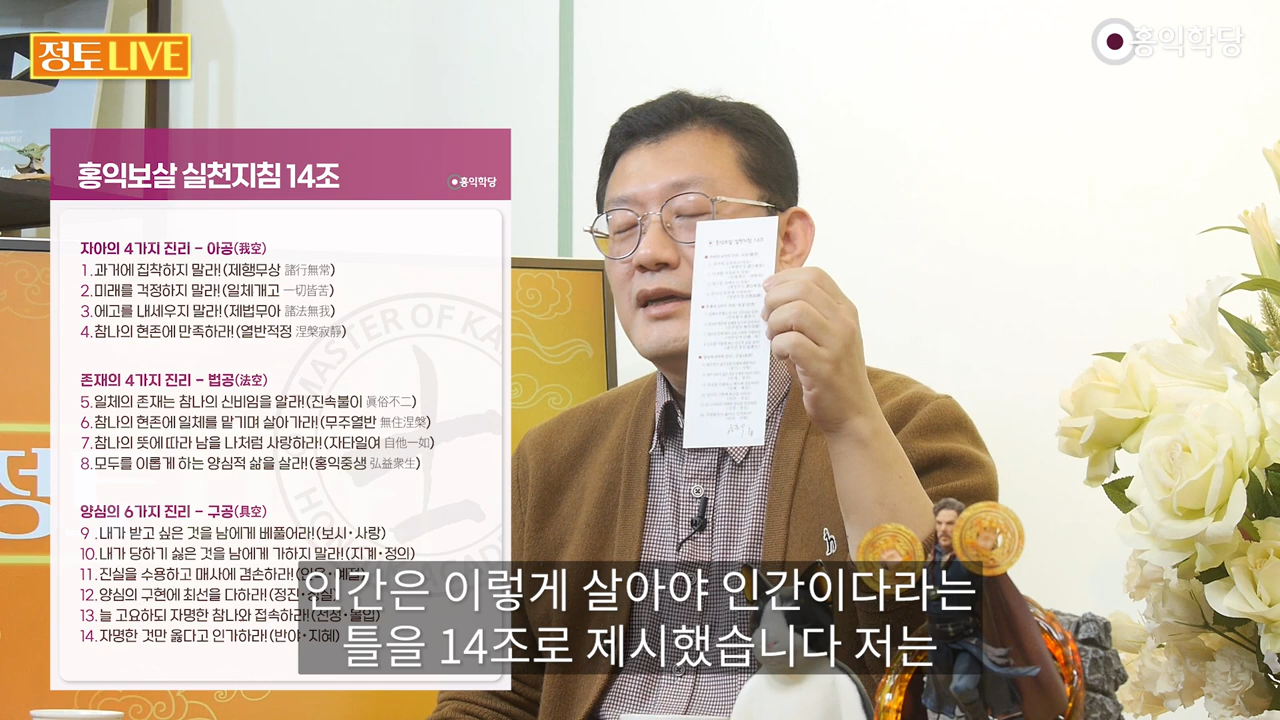 정토 LIVE
홍익학당
홍익보살 실천지침 14조
홍익학당
자아의 4가지 진리 - 아공(我空)
1. 과거에 집착하지 말라! (제행무상 諸行無常)
2. 미래를 걱정하지 말라! (일체개고 一切皆苦)
3. 에고를 내세우지 말라! (제법무아 諸法無我)
4. 참나의 현존에 만족하라! (열반적정 涅槃寂靜)
존재의 4가지 진리 - 법공(法空)
5. 일체의 존재는 참나의 신비임을 알라! (진속불이 眞俗不二)
6. 참나의 현존에 일체를 맡기며 살아가라! (무주열반 無住涅槃)
7. 참나의 뜻에 따라 남을 나처럼 사랑하라! (자타일여 自他一如)
8. 모두를 이롭게 하는 양심적 삶을 살라! (홍익중생 弘益衆生)
양심의 6가지 진리 - 구공(具空)
9. 내가 받고 싶은 것을 남에게 베풀어라! (보시·사랑)
10. 내가 당하기 싫은 것을 남에게 가하지 말라! (지계·정의)
11. 진실을 수용하고 매사에 겸손하라!
12. 양심의 구현에 최선을 다하라! (정진·
13. 늘 고요하되 자명한 참나와 접속하라! (선정·몰입)
14. 자명한 것만 옳다고 인가하라! (반야·지혜)
인간은 이렇게 살아야 인간이다라는
틀을 14조로 제시했습니다 저는
홍익보살 실천지침 14조